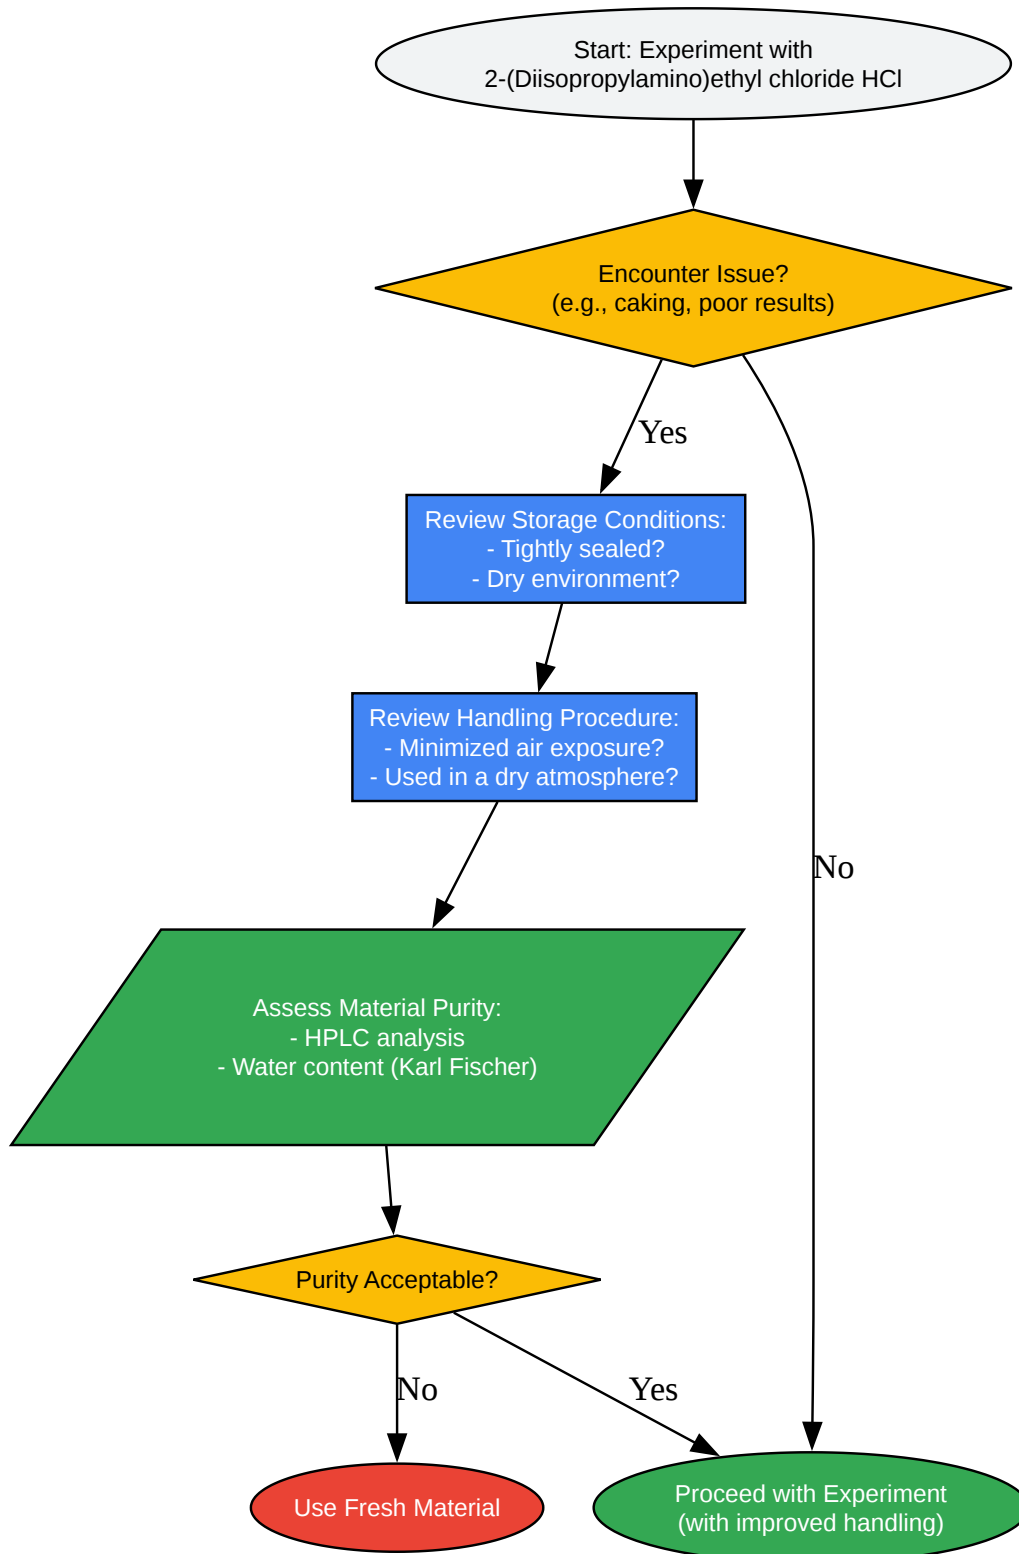 Start: Experiment with
2-(Diisopropylamino)ethyl chloride HCl
Encounter Issue?
(e.g., caking, poor results)
Yes
Review Storage Conditions:
- Tightly sealed?
- Dry environment?
Review Handling Procedure:
- Minimized air exposure?
- Used in a dry atmosphere?
No
Assess Material Purity:
- HPLC analysis
- Water content (Karl Fischer)
Purity Acceptable?
No
Yes
Use Fresh Material
Proceed with Experiment
(with improved handling)